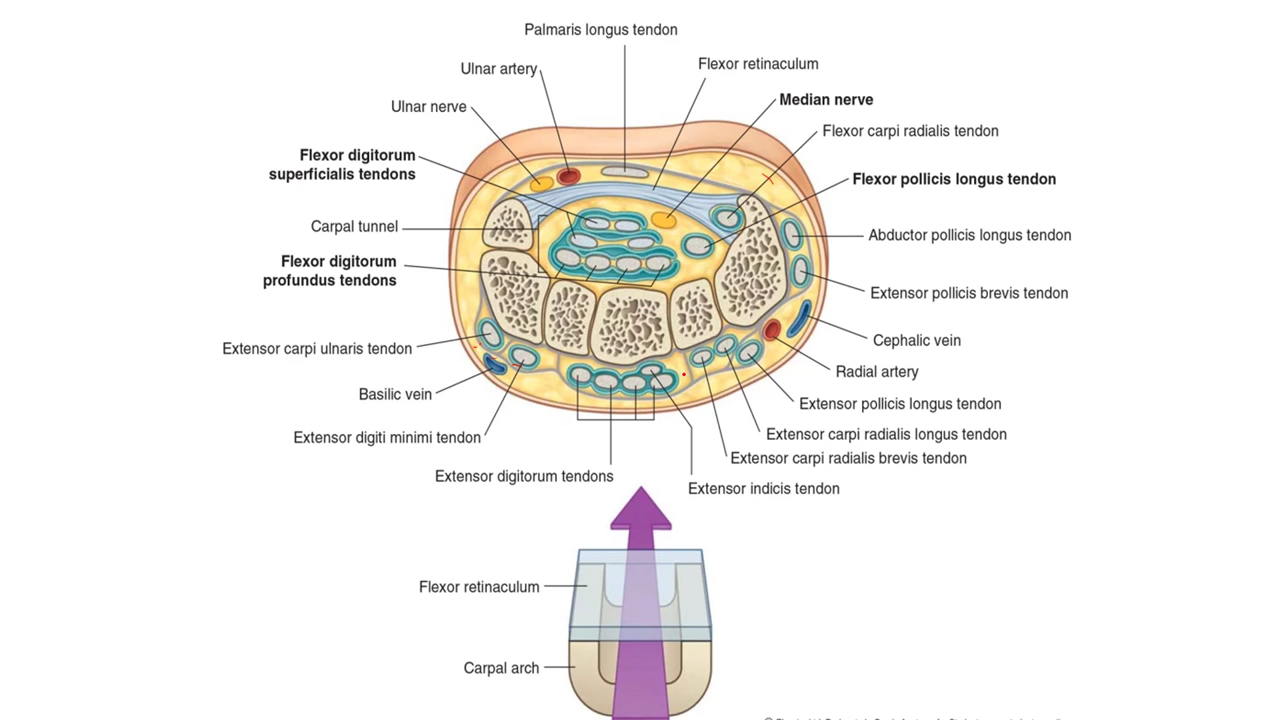 Palmaris longus tendon
Ulnar artery
Flexor retinaculum
Ulnar nerve
Median nerve
Flexor carpi radialis tendon
Flexor digitorum
superficialis tendons
Flexor pollicis longus tendon
Carpal tunnel
Abductor pollicis longus tendon
Flexor digitorum
profundus tendons
Extensor pollicis brevis tendon
Extensor carpi ulnaris tendon
Cephalic vein
Radial artery
Basilic vein
Extensor pollicis longus tendon
Extensor digiti minimi tendon
Extensor carpi radialis longus tendon
Extensor carpi radialis brevis tendon
Extensor digitorum tendons
Extensor indicis tendon
Flexor retinaculum
Carpal arch